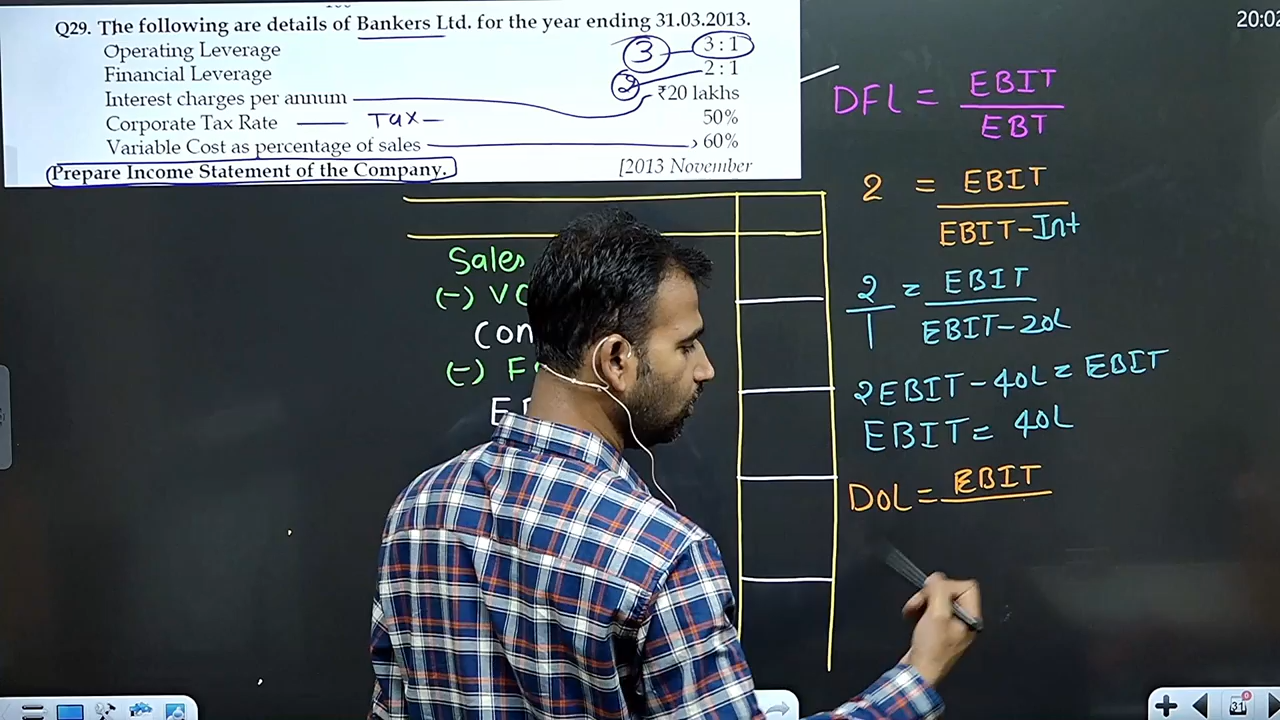 Q29. The following are details of Bankers Ltd. for the year ending 31.03.2013.
Operating Leverage 3 3 : 1
Financial Leverage 2 2 : 1
Interest charges per annum ₹20 lakhs
Corporate Tax Rate Tax 50%
Variable Cost as percentage of sales 60%
Prepare Income Statement of the Company. [2013 November
20:02
Sales
(-) VC
(-) F
DFL = EBIT
EBT
2 = EBIT
EBIT-Int
2 = EBIT
1 EBIT-20L
2EBIT-40L = EBIT
EBIT = 40L
DOL = EBIT
31